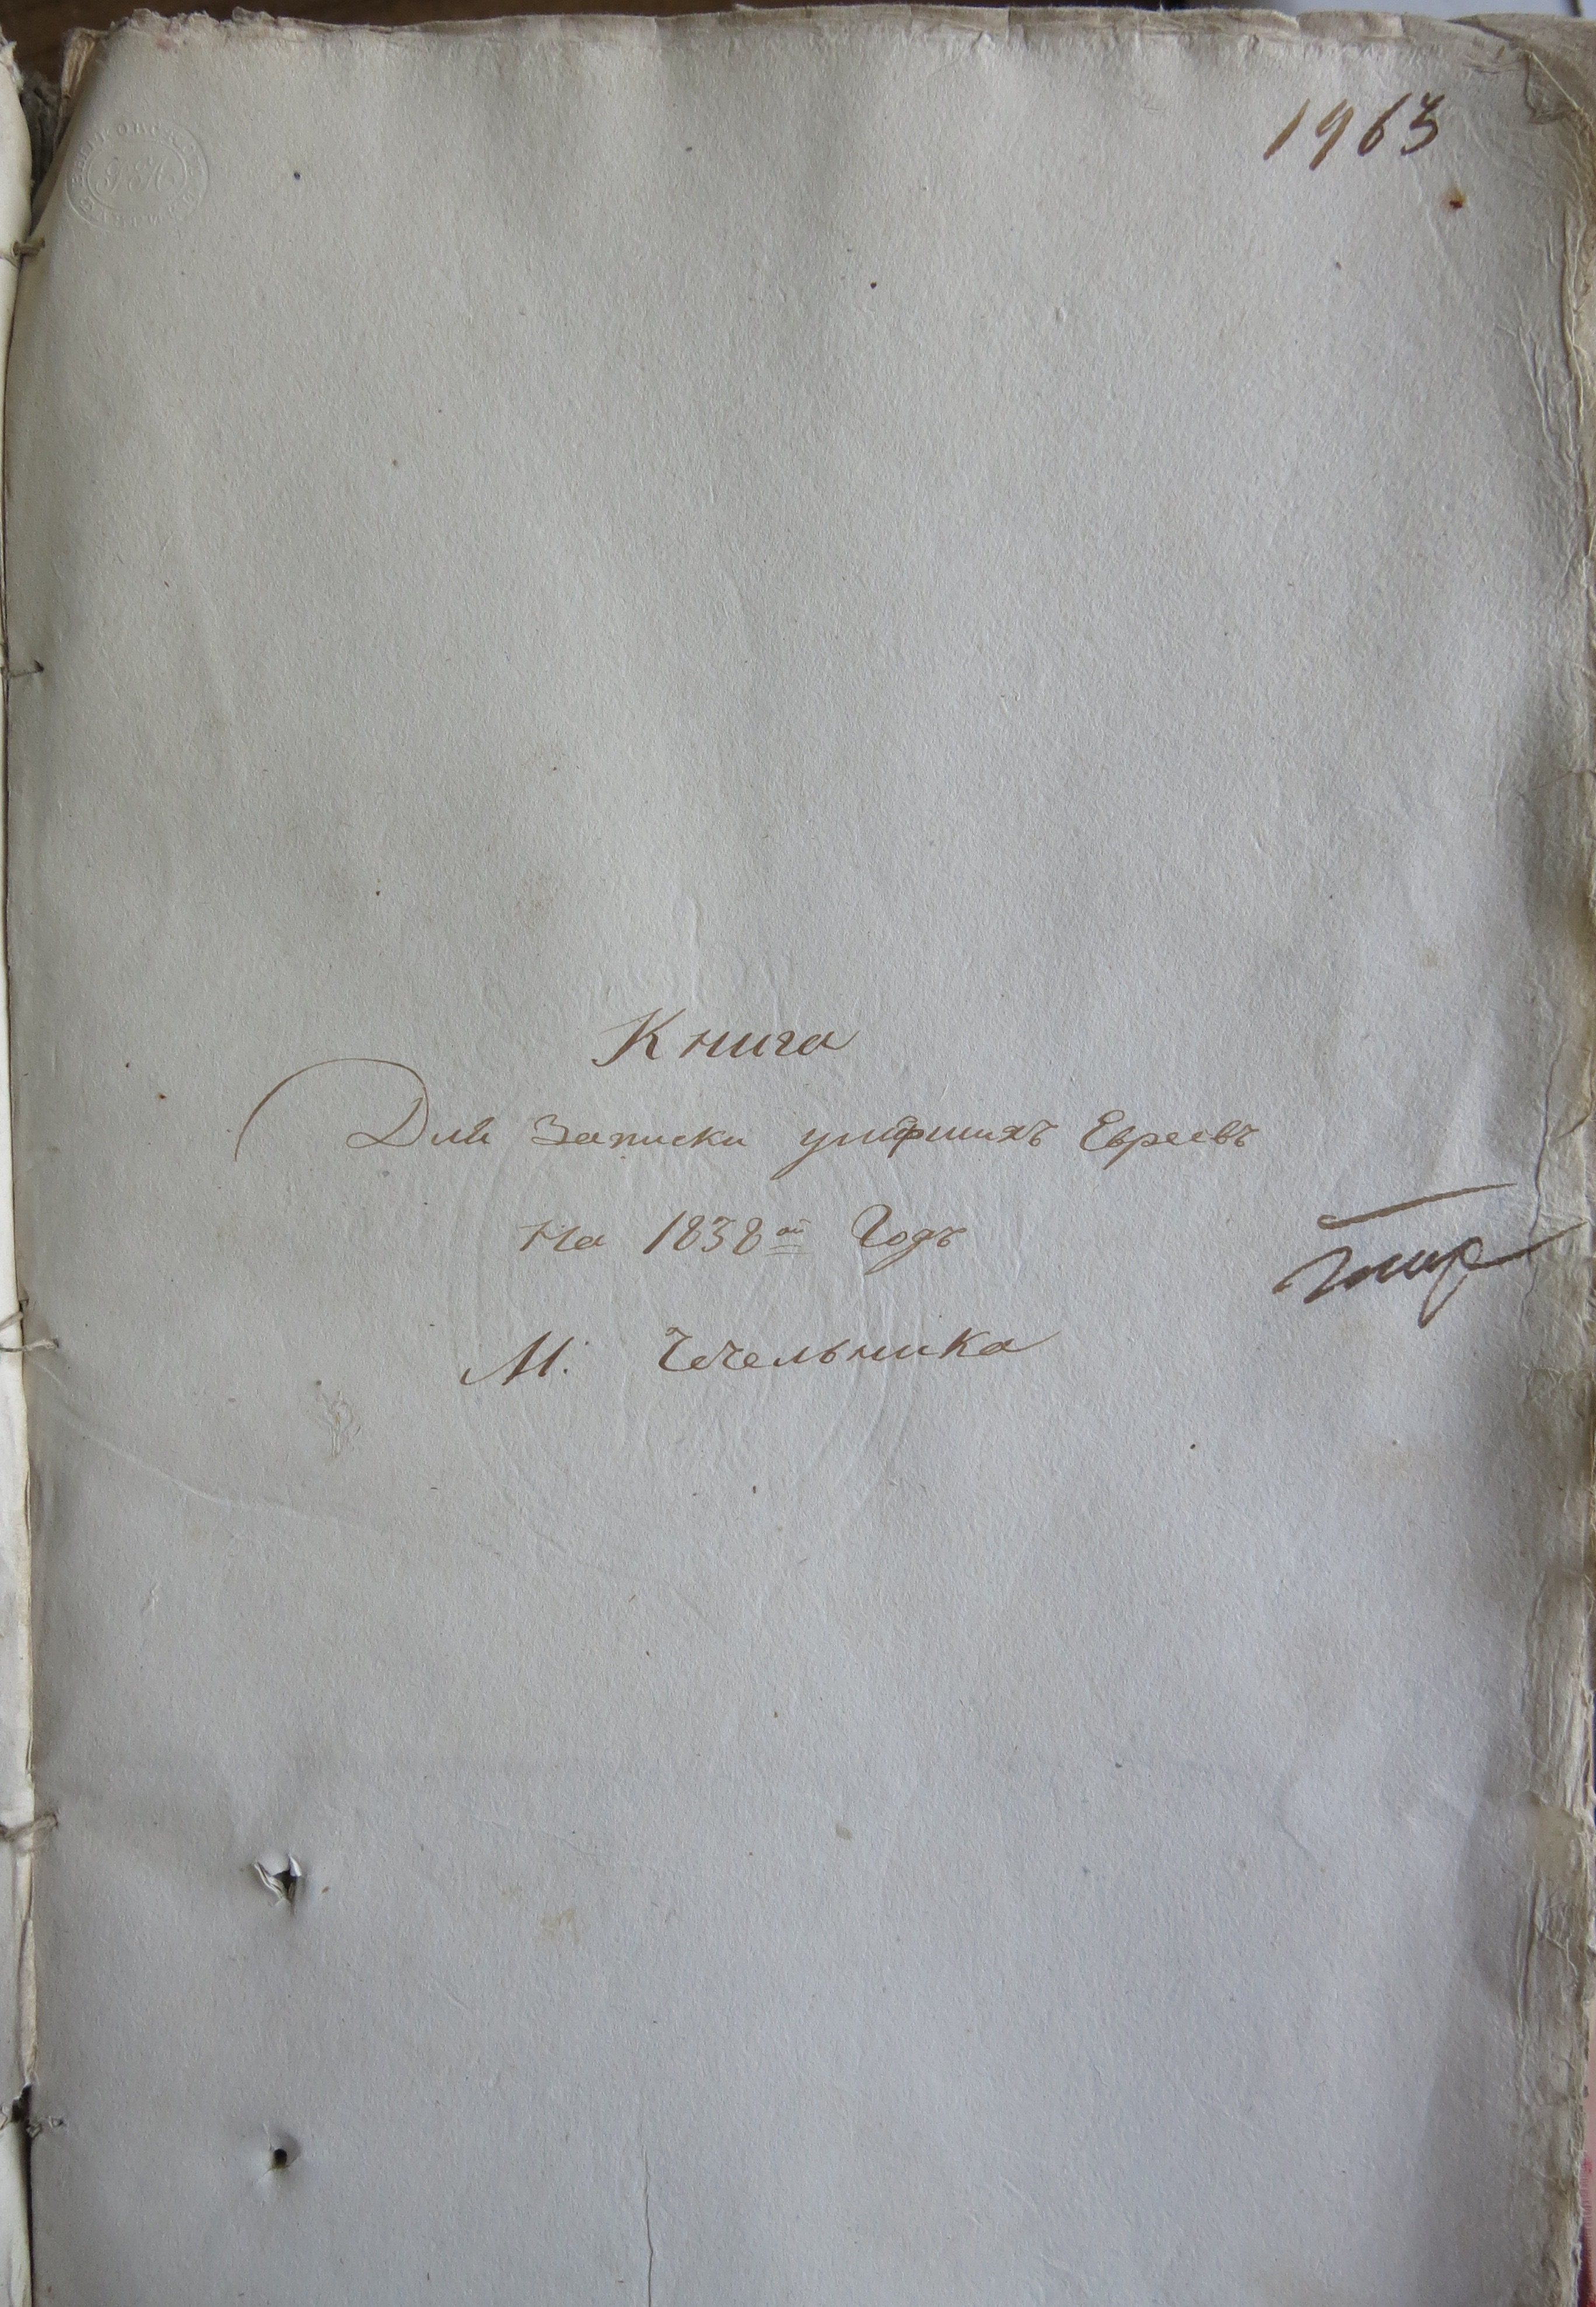 1963
Книга
Для Записки умершихъ Евреевъ
на 1838ой Годъ
М. Чечельника